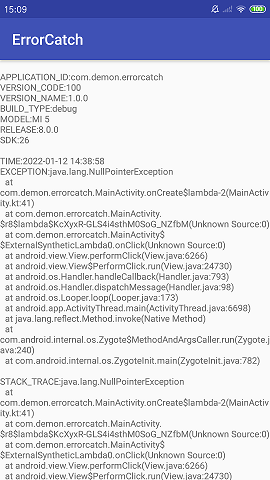 15:09
100
ErrorCatch
APPLICATION_ID:com.demon.errorcatch
VERSION_CODE:100
VERSION_NAME:1.0.0
BUILD_TYPE:debug
MODEL:MI 5
RELEASE:8.0.0
SDK:26
TIME:2022-01-12 14:38:58
EXCEPTION:java.lang.NullPointerException
at
com.demon.errorcatch.MainActivity.onCreate$lambda-2(MainActi
vity.kt:41)
at com.demon.errorcatch.MainActivity.
$r8$lambda$KcXyxR-GLS4i4sthM0SoG_NZfbM(Unknown Source:0)
at com.demon.errorcatch.MainActivity$
$ExternalSyntheticLambda0.onClick(Unknown Source:0)
at android.view.View.performClick(View.java:6266)
at android.view.View$PerformClick.run(View.java:24730)
at android.os.Handler.handleCallback(Handler.java:793)
at android.os.Handler.dispatchMessage(Handler.java:98)
at android.os.Looper.loop(Looper.java:173)
at android.app.ActivityThread.main(ActivityThread.java:6698)
at java.lang.reflect.Method.invoke(Native Method)
at
com.android.internal.os.Zygote$MethodAndArgsCaller.run(Zygote.j
ava:240)
at com.android.internal.os.ZygoteInit.main(ZygoteInit.java:782)
STACK_TRACE:java.lang.NullPointerException
at
com.demon.errorcatch.MainActivity.onCreate$lambda-2(MainActi
vity.kt:41)
at com.demon.errorcatch.MainActivity.
$r8$lambda$KcXyxR-GLS4i4sthM0SoG_NZfbM(Unknown Source:0)
at com.demon.errorcatch.MainActivity$
$ExternalSyntheticLambda0.onClick(Unknown Source:0)
at android.view.View.performClick(View.java:6266)
at android.view.View$PerformClick.run(View.java:24730)